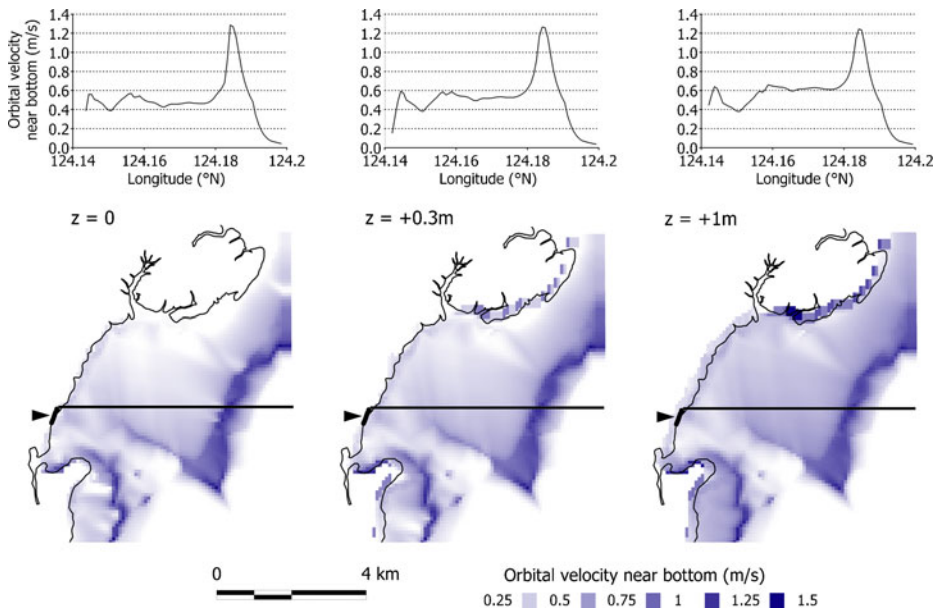 Orbital velocity
near bottom (m/s)
1.4
1.2
1.0
0.8
0.6
0.4
0.2
0.0
124.14 124.16 124.18 124.2
Longitude (°N)
1.4
1.2
1.0
0.8
0.6
0.4
0.2
0.0
124.14 124.16 124.18 124.2
Longitude (°N)
1.4
1.2
1.0
0.8
0.6
0.4
0.2
0.0
124.14 124.16 124.18 124.2
Longitude (°N)
z = 0
z = +0.3m
z = +1m
0 4 km
Orbital velocity near bottom (m/s)
0.25 0.5 0.75 1 1.25 1.5